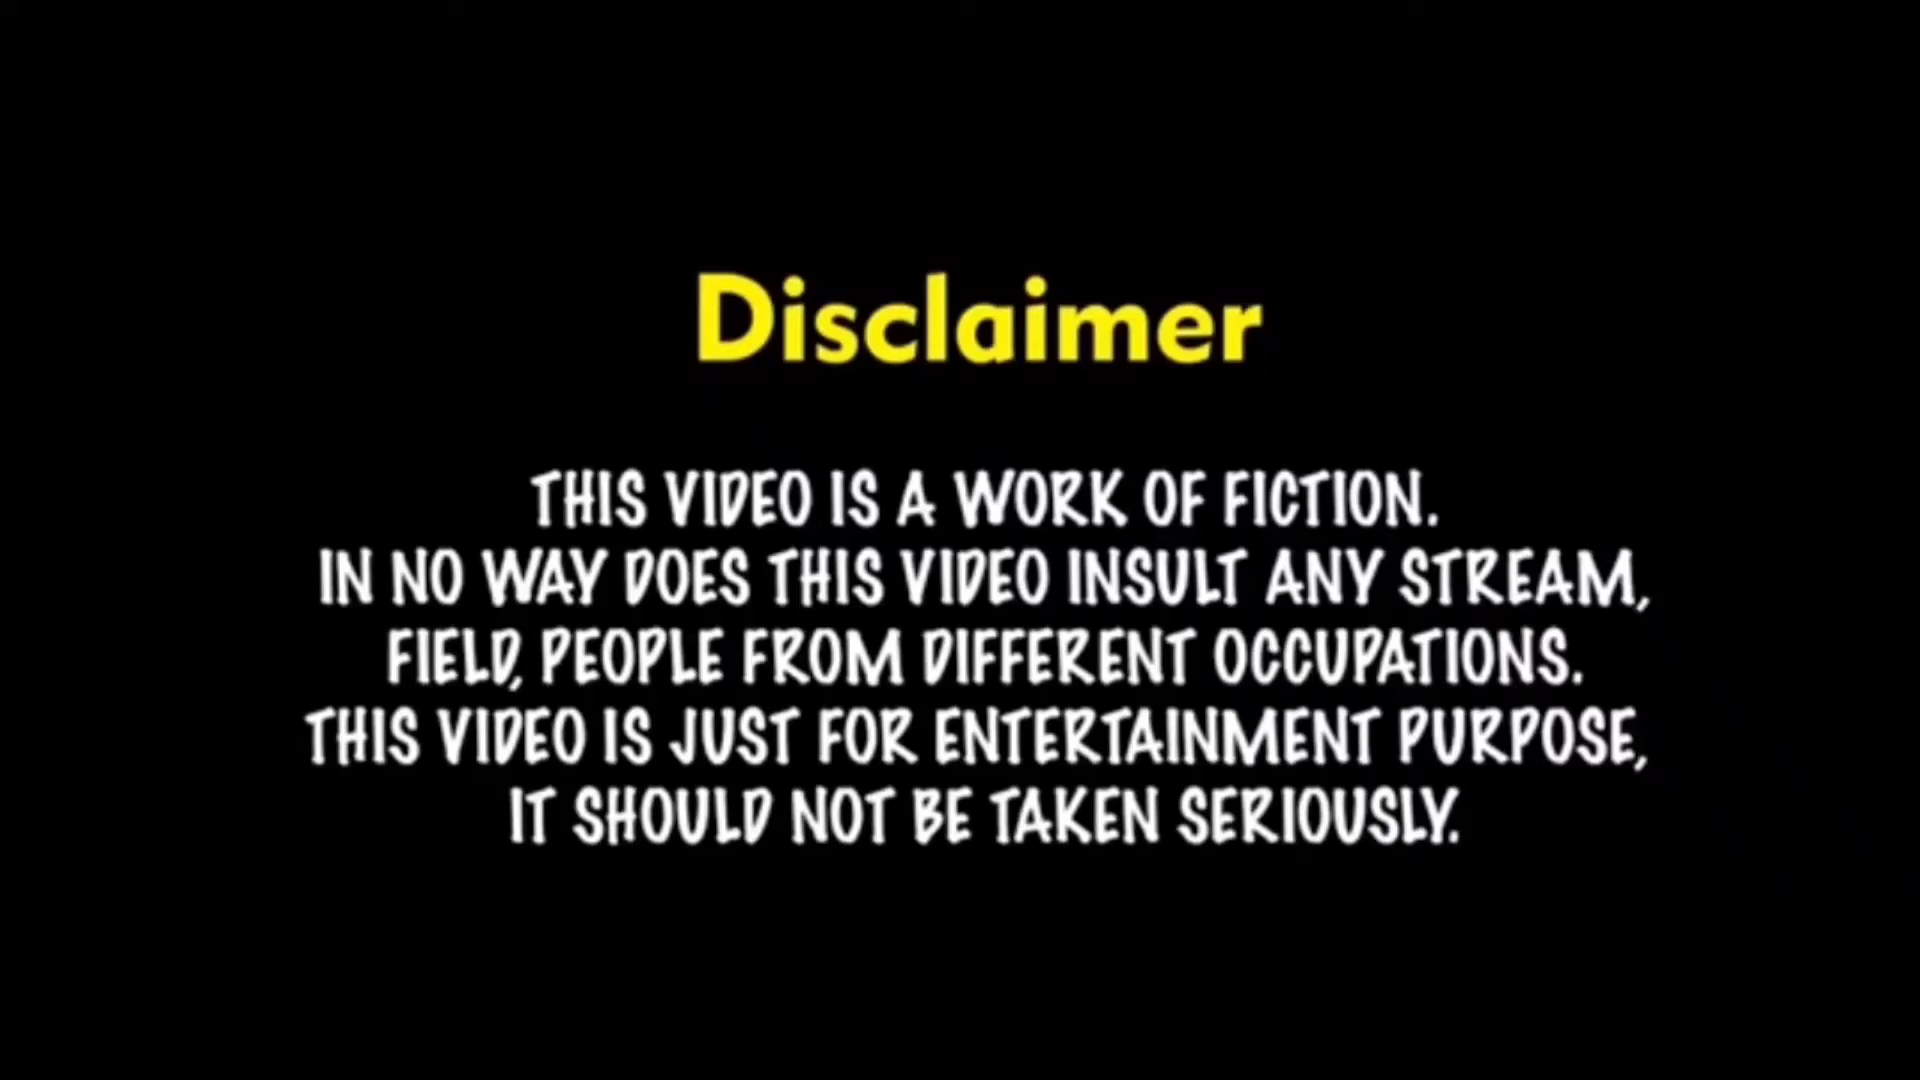 Disclaimer
THIS VIDEO IS A WORK OF FICTION.
IN NO WAY DOES THIS VIDEO INSULT ANY STREAM,
FIELD, PEOPLE FROM DIFFERENT OCCUPATIONS.
THIS VIDEO IS JUST FOR ENTERTAINMENT PURPOSE,
IT SHOULD NOT BE TAKEN SERIOUSLY.